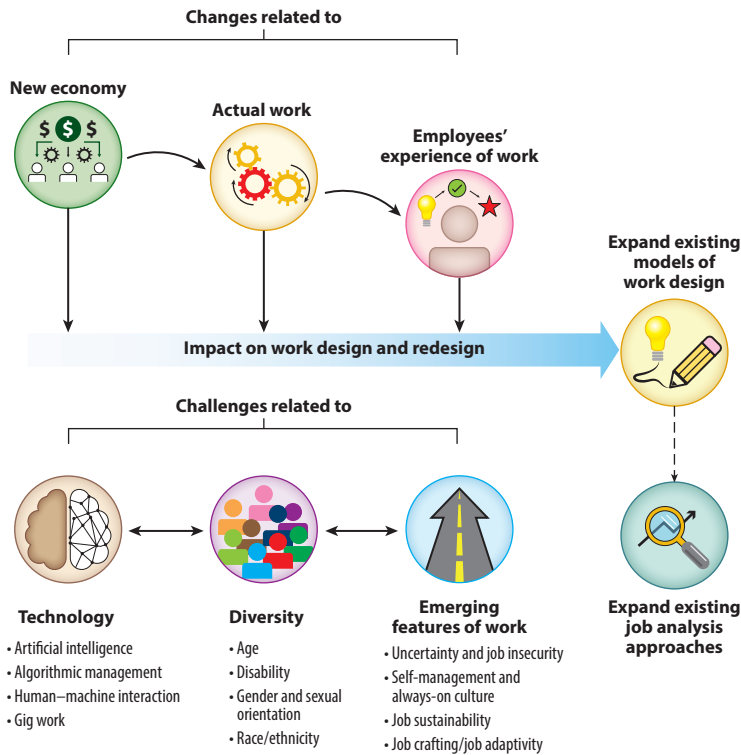 Changes related to
New economy
$ $ $
Actual work
Employees’
experience of work
Expand existing
models of
work design
Impact on work design and redesign
Challenges related to
Technology
• Artificial intelligence
• Algorithmic management
• Human–machine interaction
• Gig work
Diversity
• Age
• Disability
• Gender and sexual
orientation
• Race/ethnicity
Emerging
features of work
• Uncertainty and job insecurity
• Self-management and
always-on culture
• Job sustainability
• Job crafting/job adaptivity
Expand existing
job analysis
approaches